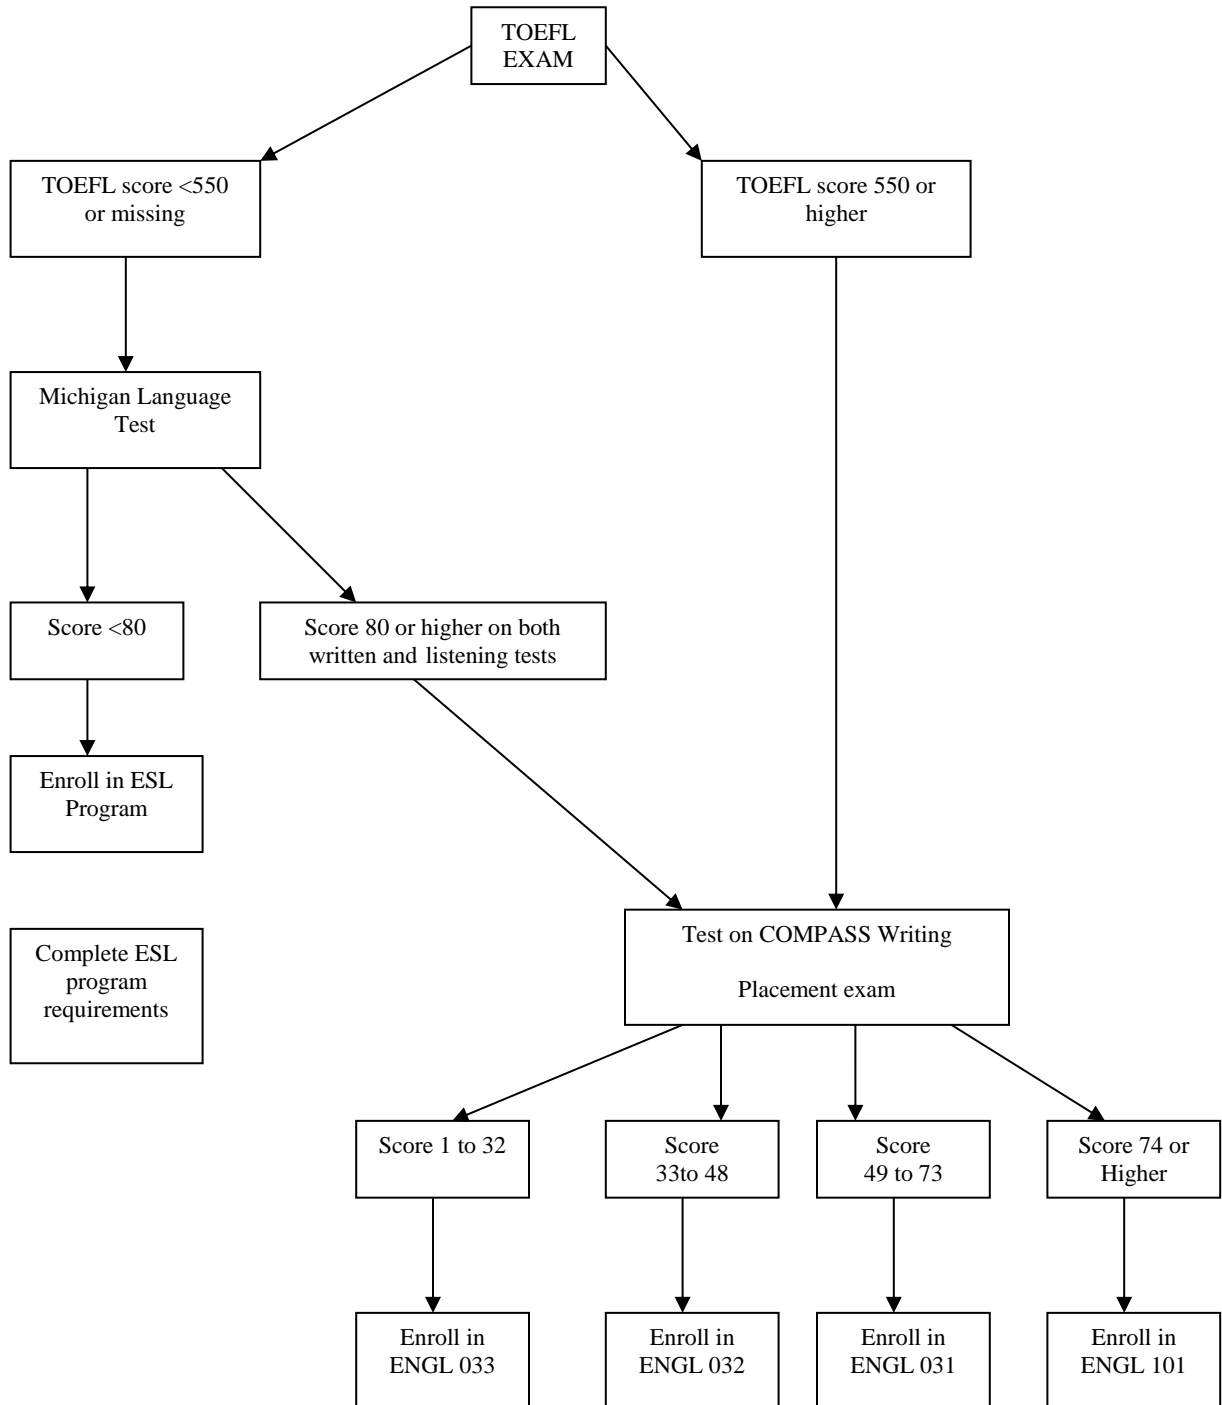 TOEFL
EXAM
TOEFL score <550
or missing
TOEFL score 550 or
higher
Michigan Language
Test
Score <80
Score 80 or higher on both
written and listening tests
Enroll in ESL
Program
Complete ESL
program
requirements
Test on COMPASS Writing
Placement exam
Score 1 to 32
Score
33to 48
Score
49 to 73
Score 74 or
Higher
Enroll in
ENGL 033
Enroll in
ENGL 032
Enroll in
ENGL 031
Enroll in
ENGL 101